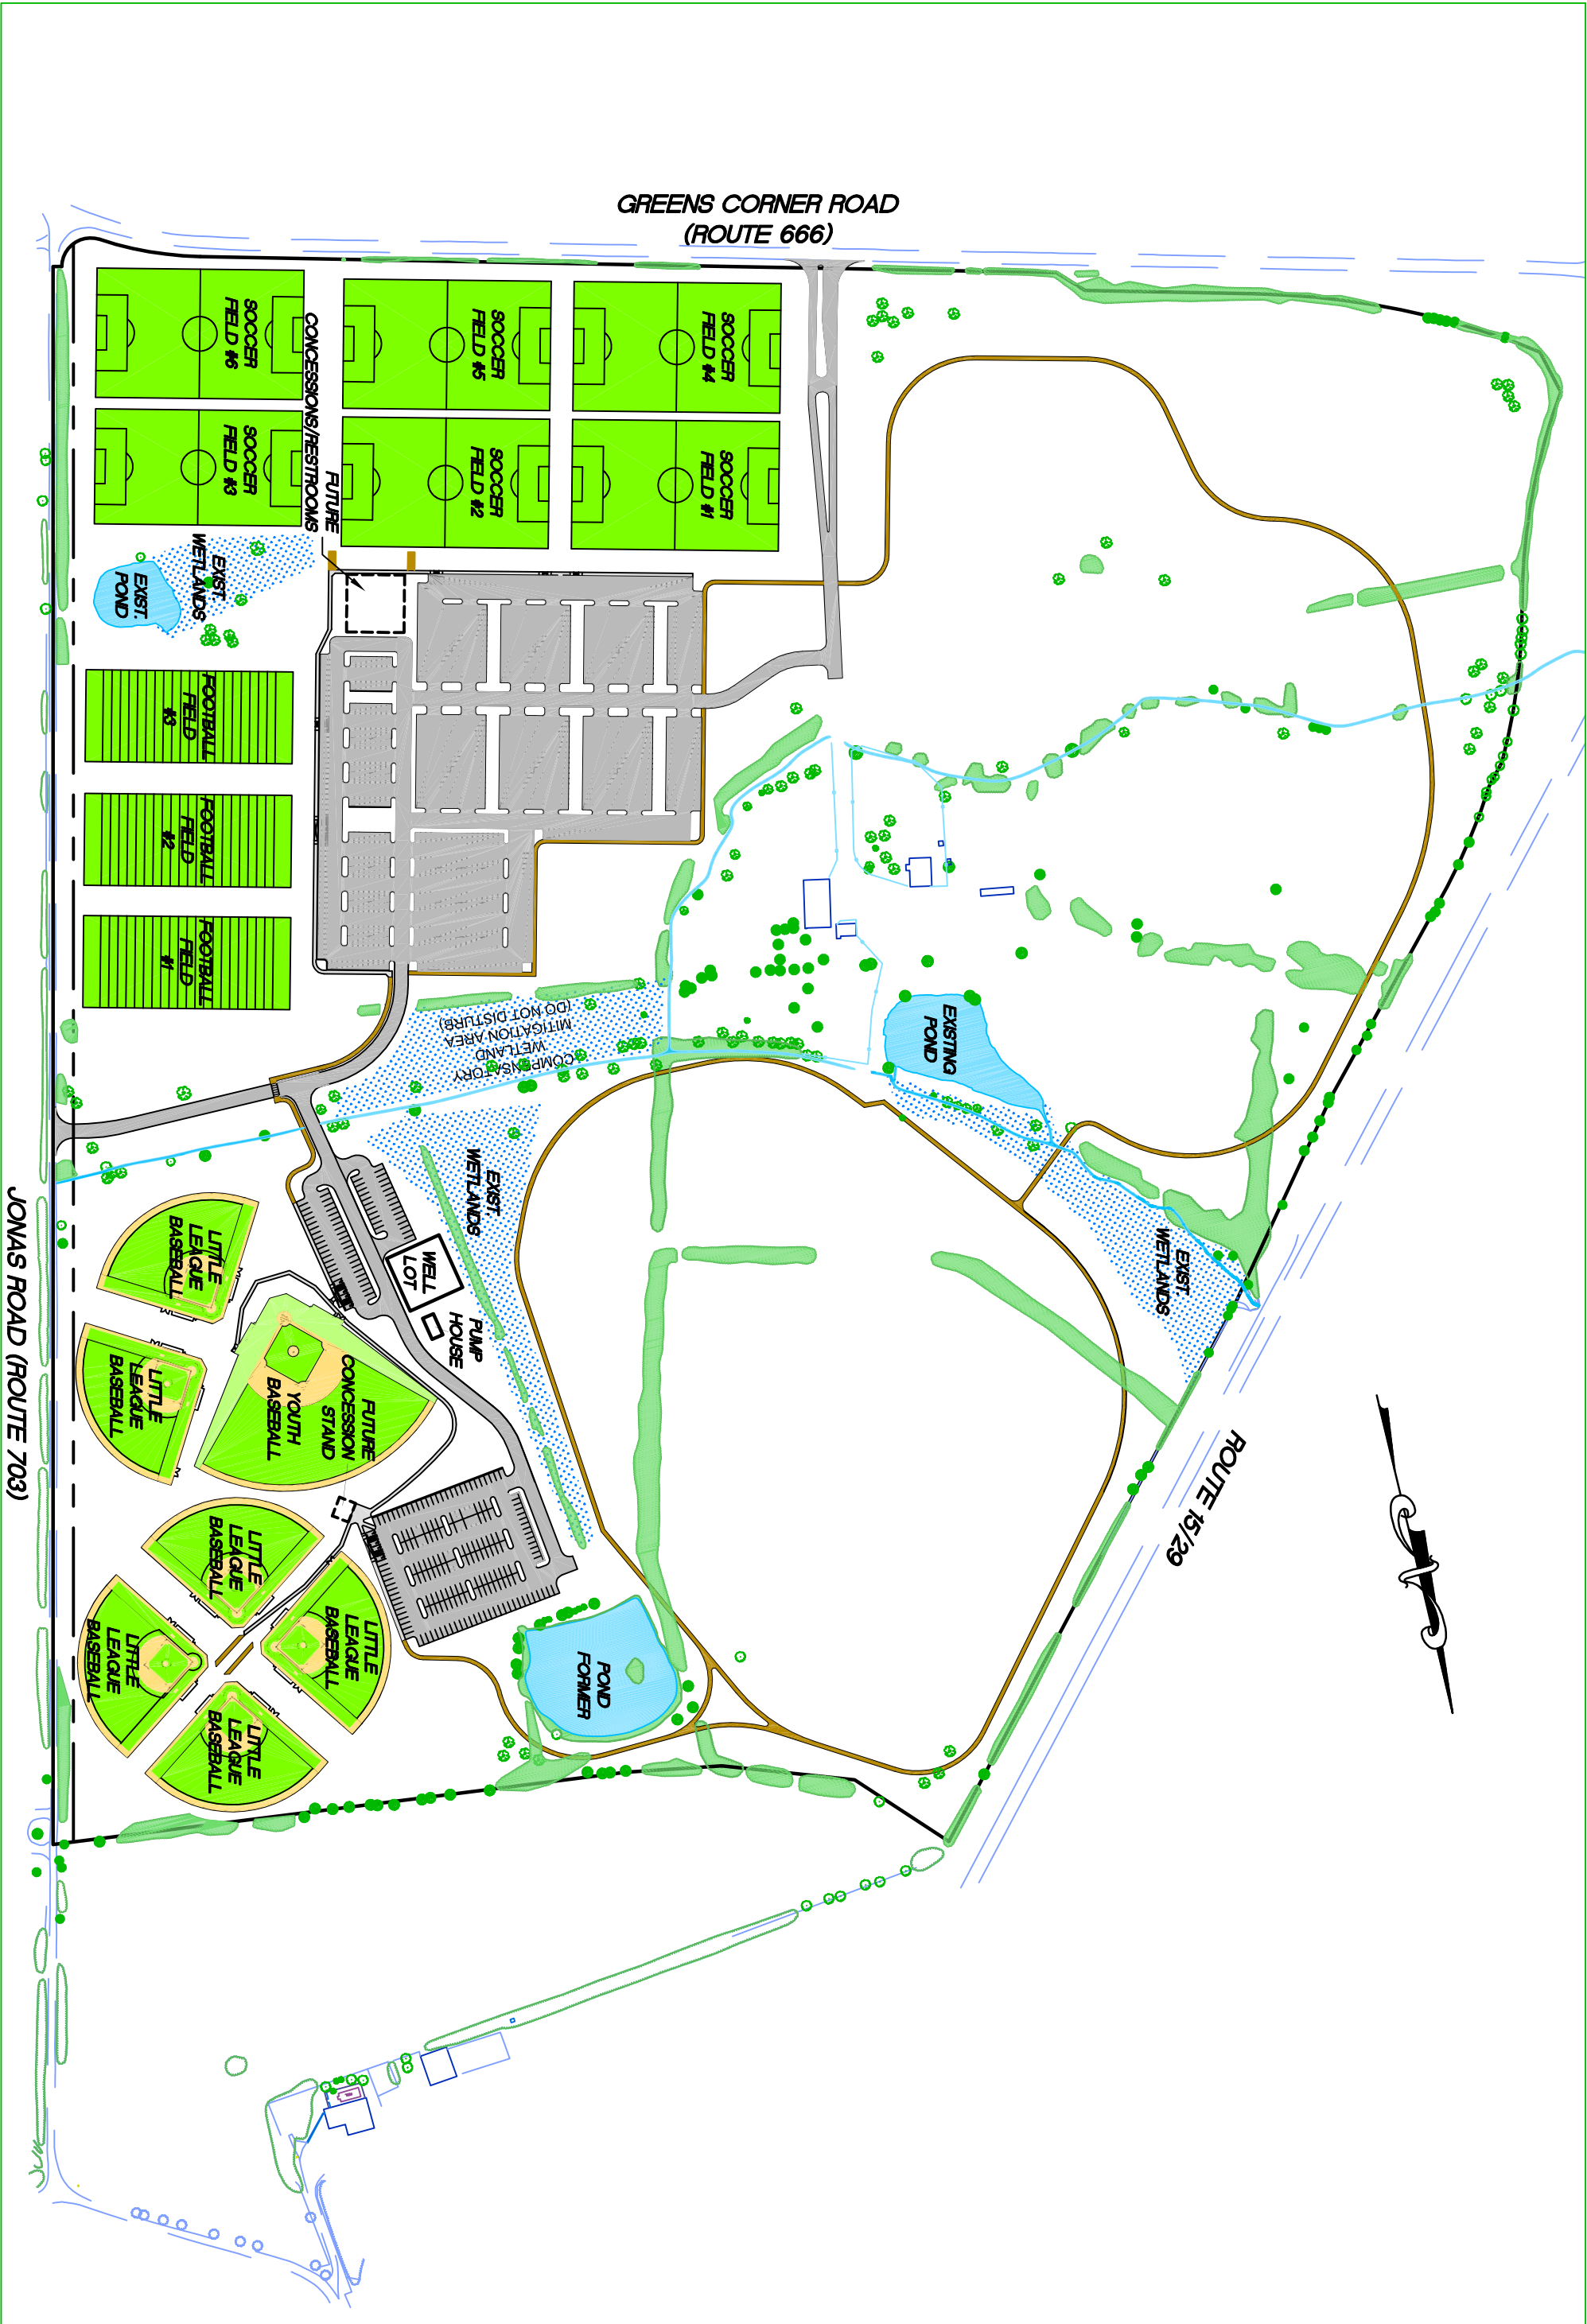 GREENS CORNER ROAD
(ROUTE 666)
SOCCER
FIELD #6
SOCCER
FIELD #5
SOCCER
FIELD #4
SOCCER
FIELD #3
SOCCER
FIELD #2
SOCCER
FIELD #1
FUTURE
CONCESSIONS/RESTROOMS
EXIST
WETLANDS
EXIST.
POND
FOOTBALL
FIELD
#3
FOOTBALL
FIELD
#2
FOOTBALL
FIELD
#1
COMPENSATORY
WETLAND
MITIGATION AREA
(DO NOT DISTURB)
EXISTING
POND
EXIST
WETLANDS
EXIST
WETLANDS
WELL
LOT
PUMP
HOUSE
LITTLE
LEAGUE
BASEBALL
LITTLE
LEAGUE
BASEBALL
YOUTH
BASEBALL
FUTURE
CONCESSION
STAND
LITTLE
LEAGUE
BASEBALL
LITTLE
LEAGUE
BASEBALL
LITTLE
LEAGUE
BASEBALL
LITTLE
LEAGUE
BASEBALL
POND
FORMER
ROUTE 15/29
JONAS ROAD (ROUTE 703)